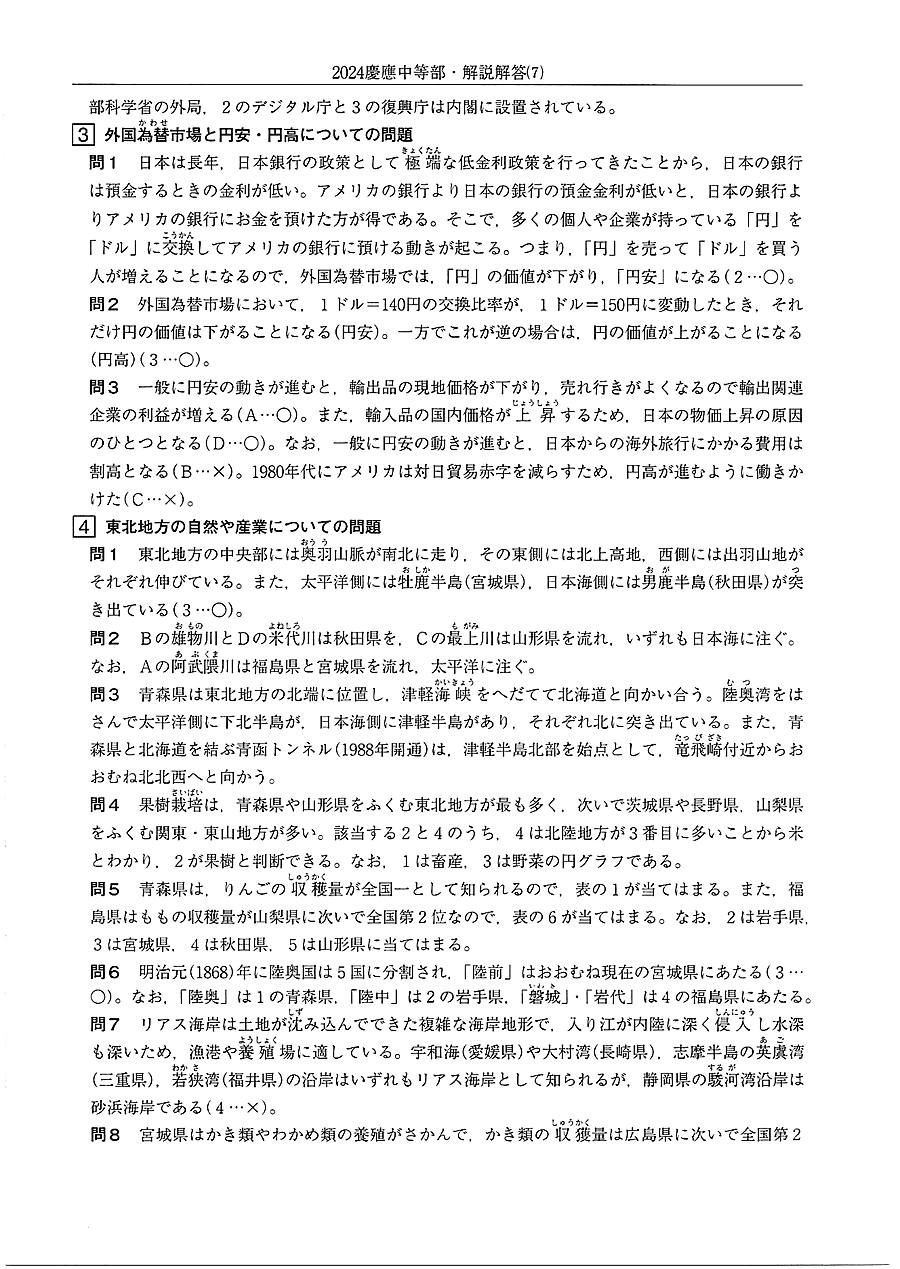 2024慶應中等部・解説解答(7)
部科学省の外局，2のデジタル庁と3の復興庁は内閣に設置されている。
3 外国為替市場と円安・円高についての問題
問1 日本は長年，日本銀行の政策として極端な低金利政策を行ってきたことから，日本の銀行
は預金するときの金利が低い。アメリカの銀行より日本の銀行の預金金利が低いと，日本の銀行よ
りアメリカの銀行にお金を預けた方が得である。そこで，多くの個人や企業が持っている「円」を
「ドル」に交換してアメリカの銀行に預ける動きが起こる。つまり，「円」を売って「ドル」を買う
人が増えることになるので，外国為替市場では，「円」の価値が下がり，「円安」になる(2…○)。
問2 外国為替市場において，1ドル＝140円の交換比率が，1ドル＝150円に変動したとき，それ
だけ円の価値は下がることになる(円安)。一方でこれが逆の場合は，円の価値が上がることになる
(円高)(3…○)。
問3 一般に円安の動きが進むと，輸出品の現地価格が下がり，売れ行きがよくなるので輸出関連
企業の利益が増える(A…○)。また，輸入品の国内価格が上昇するため，日本の物価上昇の原因
のひとつとなる(D…○)。なお，一般に円安の動きが進むと，日本からの海外旅行にかかる費用は
割高となる(B…×)。1980年代にアメリカは対日貿易赤字を減らすため，円高が進むように働きか
けた(C…×)。
4 東北地方の自然や産業についての問題
問1 東北地方の中央部には奥羽山脈が南北に走り，その東側には北上高地，西側には出羽山地が
それぞれ伸びている。また，太平洋側には牡鹿半島(宮城県)，日本海側には男鹿半島(秋田県)が突
き出ている(3…○)。
問2 Bの雄物川とDの米代川は秋田県を，Cの最上川は山形県を流れ，いずれも日本海に注ぐ。
なお，Aの阿武隈川は福島県と宮城県を流れ，太平洋に注ぐ。
問3 青森県は東北地方の北端に位置し，津軽海峡をへだてて北海道と向かい合う。陸奥湾をは
さんで太平洋側に下北半島が，日本海側に津軽半島があり，それぞれ北に突き出ている。また，青
森県と北海道を結ぶ青函トンネル(1988年開通)は，津軽半島北部を始点として，竜飛崎付近からお
おむね北北西へと向かう。
問4 果樹栽培は，青森県や山形県をふくむ東北地方が最も多く，次いで茨城県や長野県，山梨県
をふくむ関東・東山地方が多い。該当する2と4のうち，4は北陸地方が3番目に多いことから米
とわかり，2が果樹と判断できる。なお，1は畜産，3は野菜の円グラフである。
問5 青森県は，りんごの収穫量が全国一として知られるので，表の1が当てはまる。また，福
島県はももの収穫量が山梨県に次いで全国第2位なので，表の6が当てはまる。なお，2は岩手県，
3は宮城県，4は秋田県，5は山形県に当てはまる。
問6 明治元(1868)年に陸奥国は5国に分割され，「陸前」はおおむね現在の宮城県にあたる(3…
○)。なお，「陸奥」は1の青森県，「陸中」は2の岩手県，「磐城」・「岩代」は4の福島県にあたる。
問7 リアス海岸は土地が沈み込んでできた複雑な海岸地形で，入り江が内陸に深く侵入し水深
も深いため，漁港や養殖場に適している。宇和海(愛媛県)や大村湾(長崎県)，志摩半島の英虞湾
(三重県)，若狭湾(福井県)の沿岸はいずれもリアス海岸として知られるが，静岡県の駿河湾沿岸は
砂浜海岸である(4…×)。
問8 宮城県はかき類やわかめ類の養殖がさかんで，かき類の収獲量は広島県に次いで全国第2